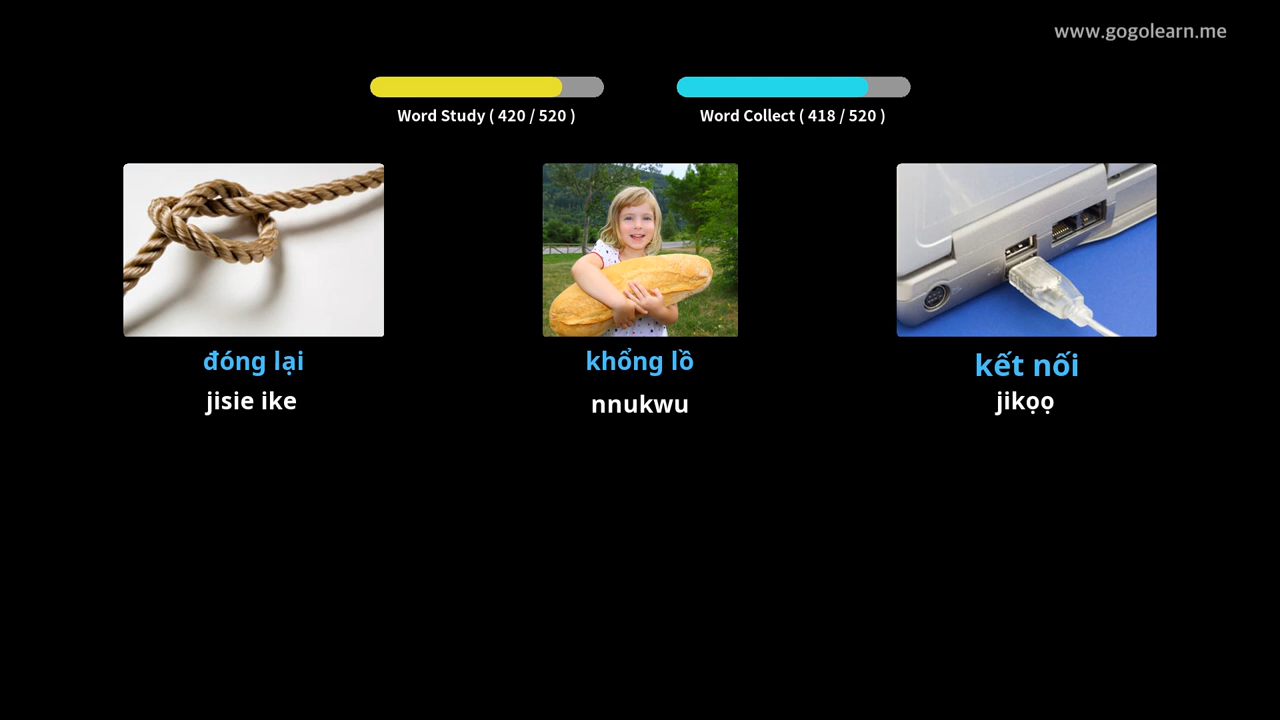 www.gogolearn.me
Word Study ( 420 / 520 )
Word Collect ( 418 / 520 )
đóng lại
khổng lồ
kết nối
jisie ike
nnukwu
jikọọ